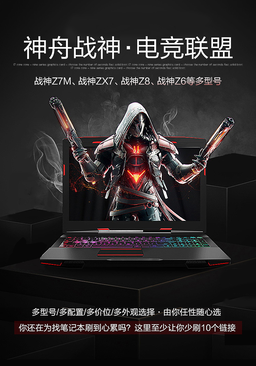 神舟战神·电竞联盟
战神Z7M、战神ZX7、战神Z8、战神Z6等多型号
多型号/多配置/多价位/多外观选择，由你任性随心选
你还在为找笔记本刷到心累吗？这里至少让你少刷10个链接